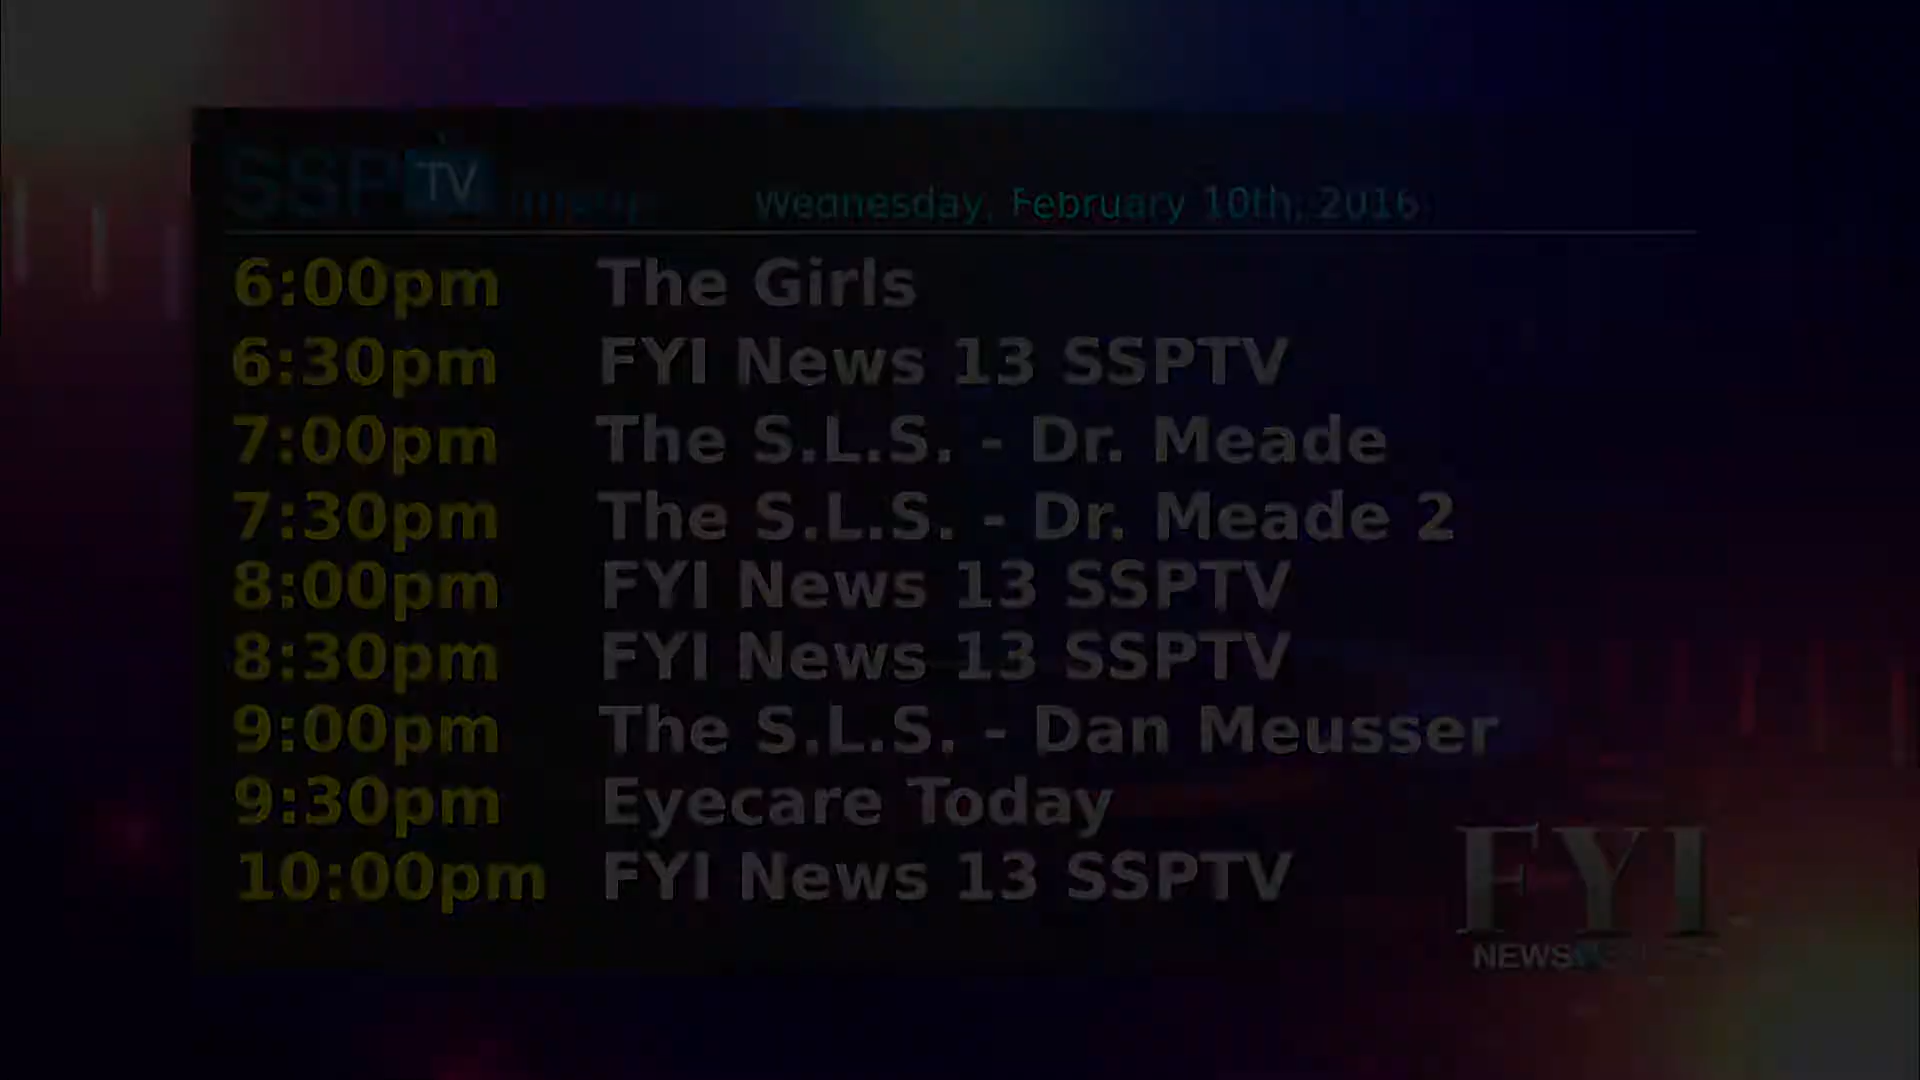 SSPTV lineup Wednesday, February 10th, 2016
6:00pm The Girls
6:30pm FYI News 13 SSPTV
7:00pm The S.L.S. - Dr. Meade
7:30pm The S.L.S. - Dr. Meade 2
8:00pm FYI News 13 SSPTV
8:30pm FYI News 13 SSPTV
9:00pm The S.L.S. - Dan Meusser
9:30pm Eyecare Today
10:00pm FYI News 13 SSPTV
FYI
NEWS